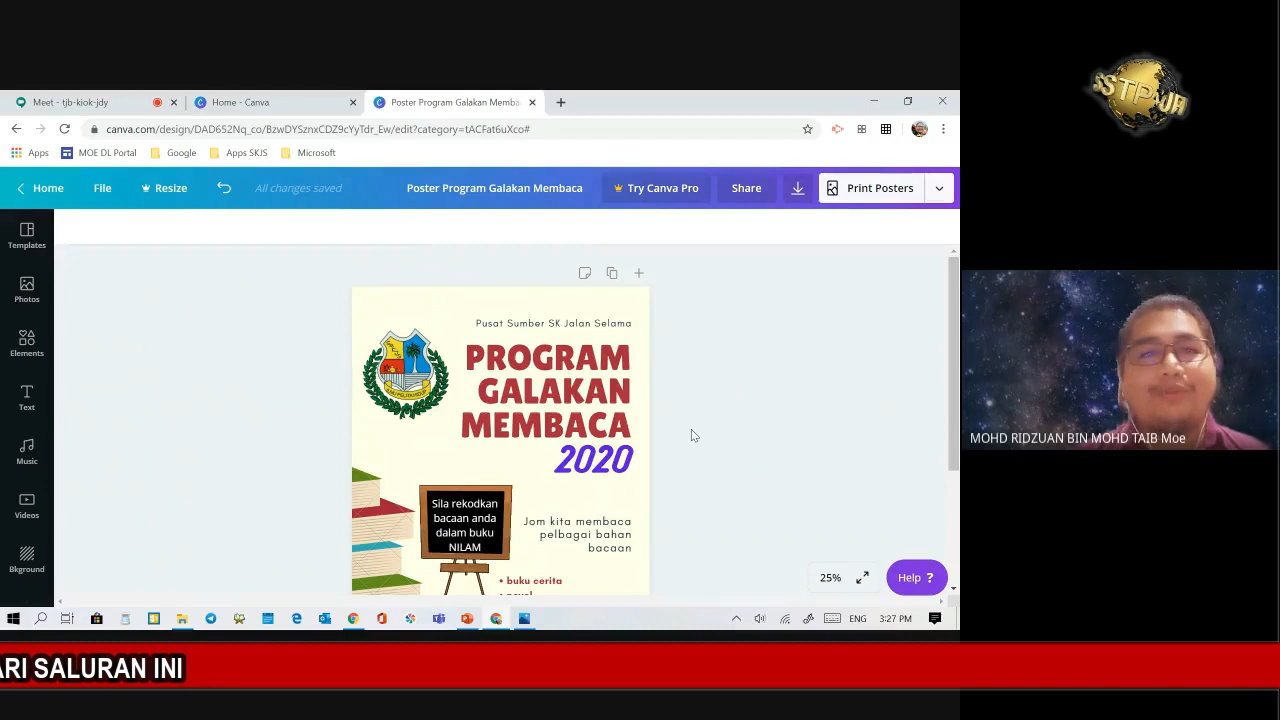 Meet - tjb-kiok-jdy
Home - Canva
Poster Program Galakan Memba
canva.com/design/DAD652Nq_co/BzwDYSznxCDZ9cYyTdr_Ew/edit?category=tACFat6uXco#
Apps
MOE DL Portal
Google
Apps SKJS
Microsoft
Home
File
Resize
All changes saved
Poster Program Galakan Membaca
Try Canva Pro
Share
Print Posters
Templates
Photos
Elements
Text
Music
Videos
Bkground
Pusat Sumber SK Jalan Selama
PROGRAM
GALAKAN
MEMBACA
2020
Sila rekodkan
bacaan anda
dalam buku
NILAM
Jom kita membaca
pelbagai bahan
bacaan
• buku cerita
25%
Help ?
ENG
3:27 PM
MOHD RIDZUAN BIN MOHD TAIB Moe
ARI SALURAN INI